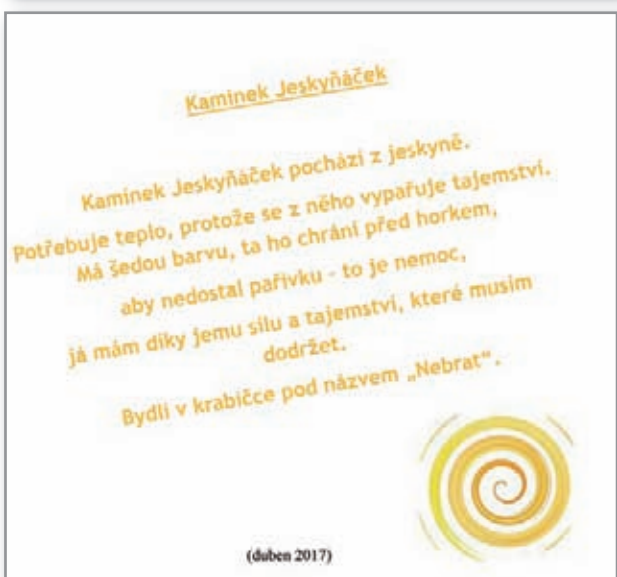 Kamínek Jeskyňáček
Kamínek Jeskyňáček pochází z jeskyně.
Potřebuje teplo, protože se z něho vypařuje tajemství.
Má šedou barvu, ta ho chrání před horkem,
aby nedostal pařivku - to je nemoc,
já mám díky jemu sílu a tajemství, které musím
dodržet.
Bydlí v krabičce pod názvem „Nebrat“.
(duben 2017)